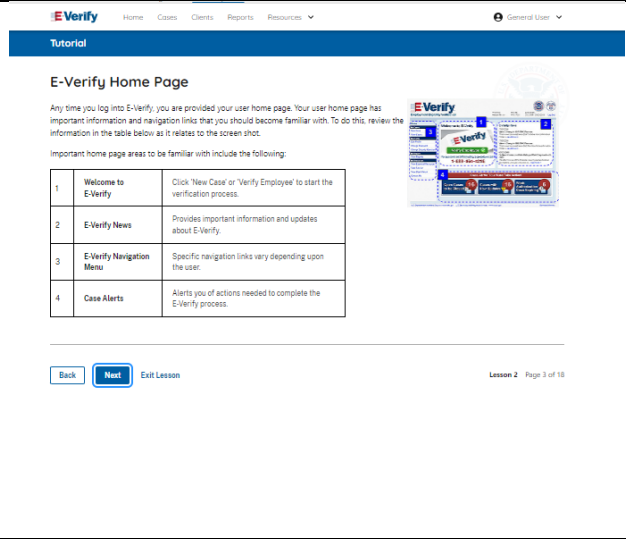 E-Verify
Home Cases Clients Reports Resources
General User
Tutorial
E-Verify Home Page
Any time you log into E-Verify, you are provided your user home page. Your user home page has
important information and navigation links that you should become familiar with. To do this, review the
information in the table below as it relates to the screen shot.
Important home page areas to be familiar with include the following:
1 Welcome to E-Verify Click 'New Case' or 'Verify Employee' to start the
verification process.
2 E-Verify News Provides important information and updates
about E-Verify.
3 E-Verify Navigation Menu Specific navigation links vary depending upon
the user.
4 Case Alerts Alerts you of actions needed to complete the
E-Verify process.
E-Verify
1
2
3
E-Verify
4
Back Next Exit Lesson
Lesson 2 Page 3 of 18